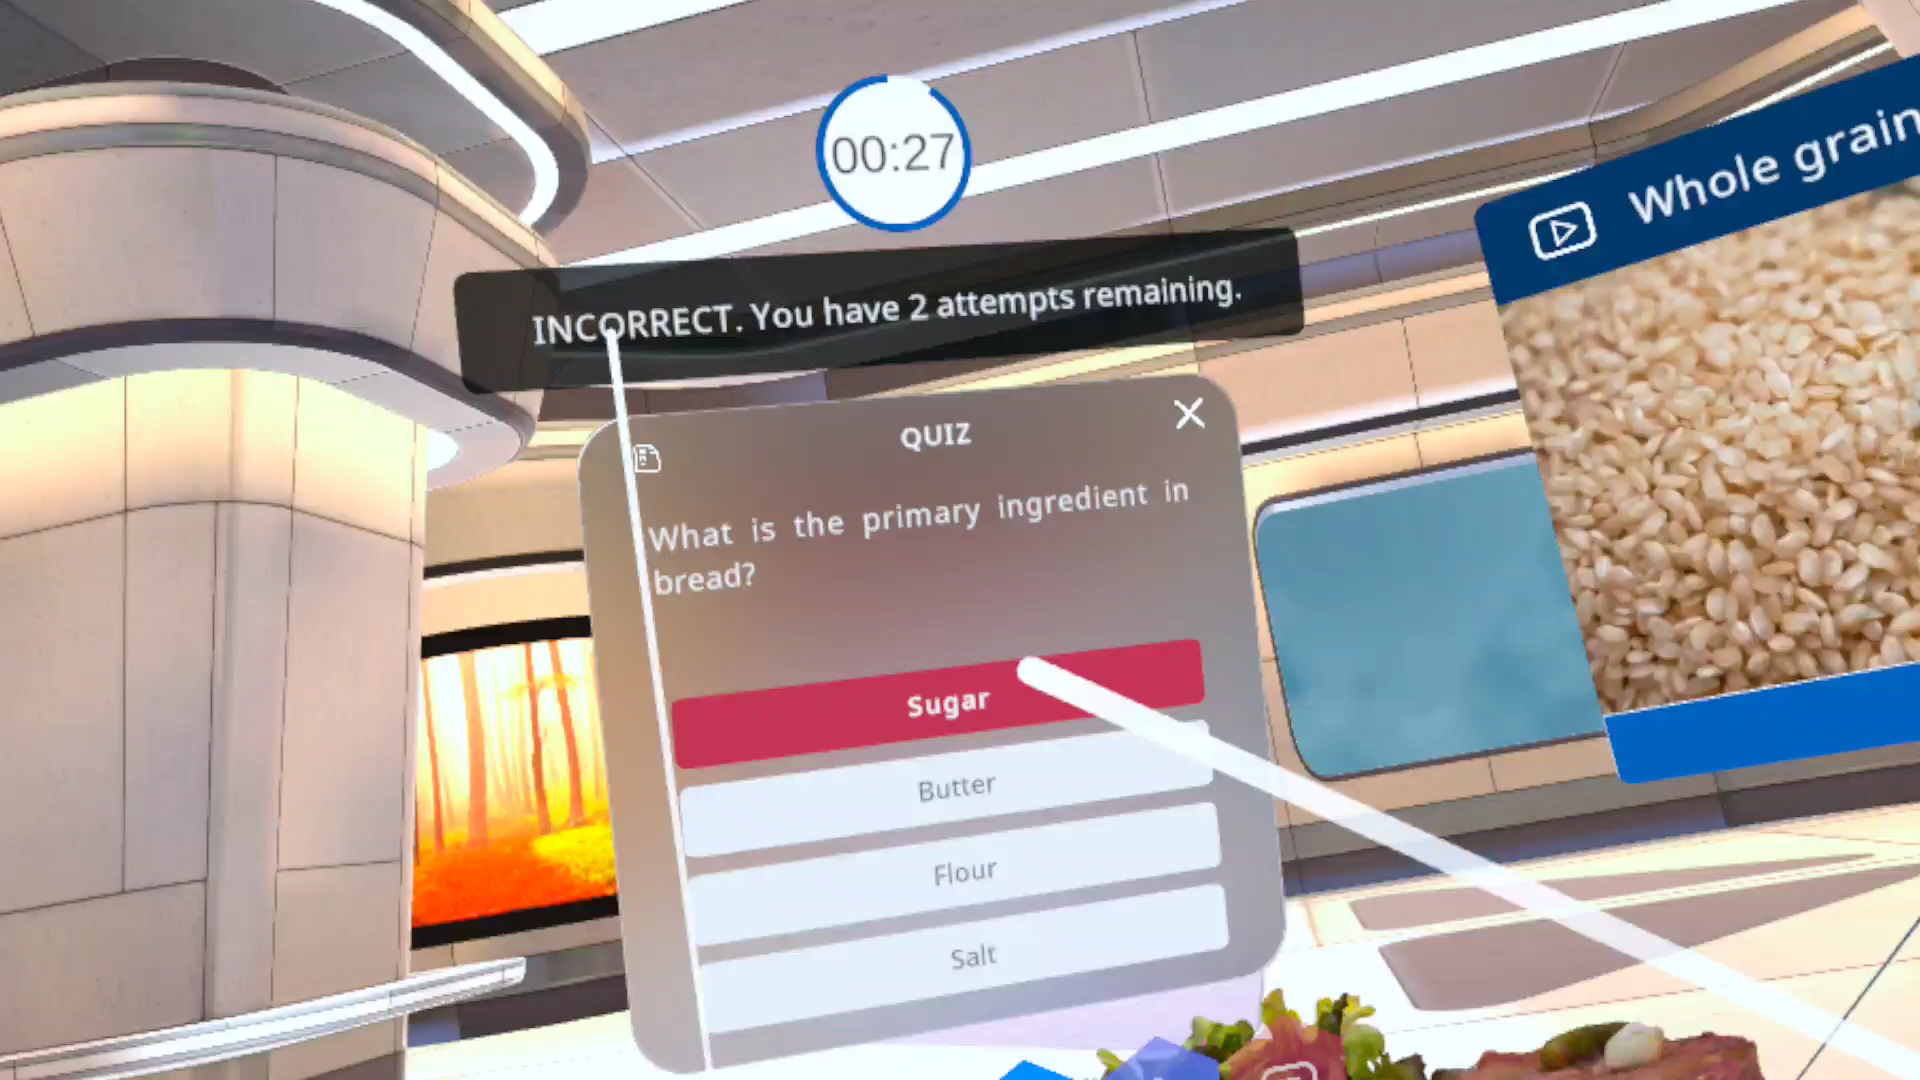 00:27
Whole grain
INCORRECT. You have 2 attempts remaining.
QUIZ
What is the primary ingredient in
bread?
Sugar
Butter
Flour
Salt